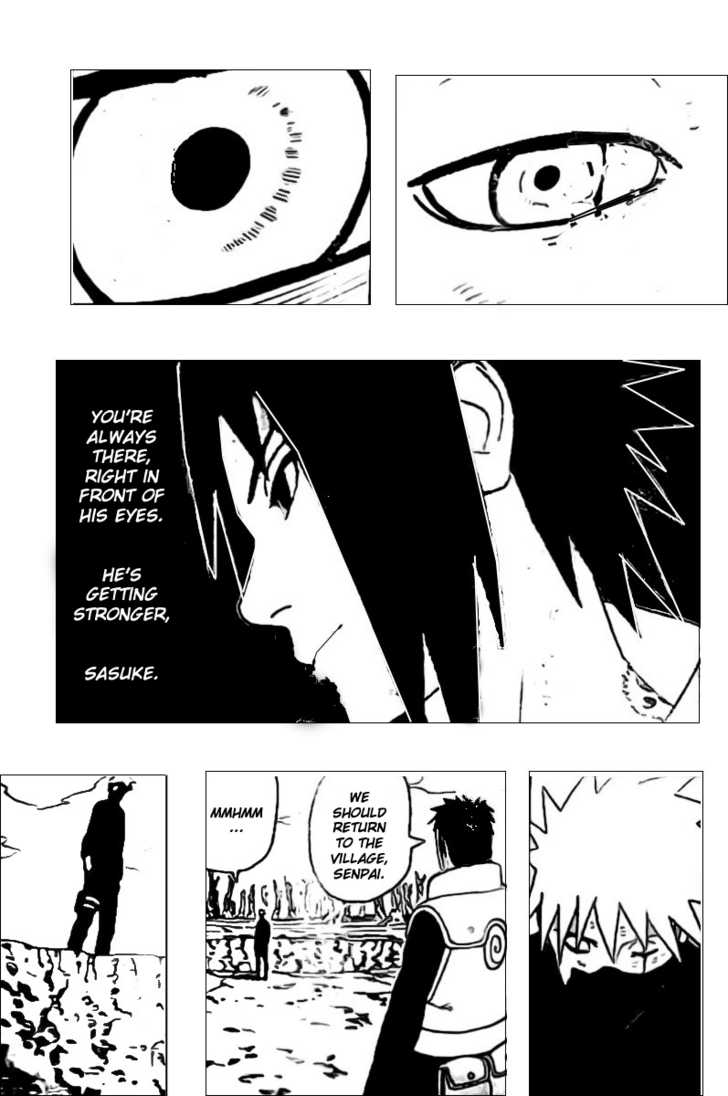 YOU'RE
ALWAYS
THERE,
RIGHT IN
FRONT OF
HIS EYES.
HE'S
GETTING
STRONGER,
SASUKE.
WE
SHOULD
RETURN
TO THE
VILLAGE,
SENPAI.
MMHMM
...